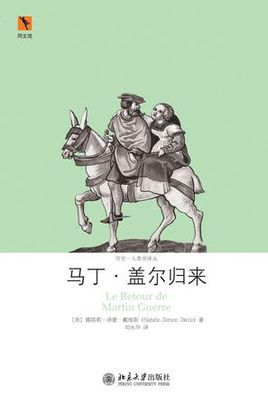 同文馆
历史-人类学译丛
马丁·盖尔归来
Le Retour de
Martin Guerre
〔美〕娜塔莉·泽蒙·戴维斯 (Natalie Zemon Davis) 著
刘永华 译
北京大学出版社
PEKING UNIVERSITY PRESS